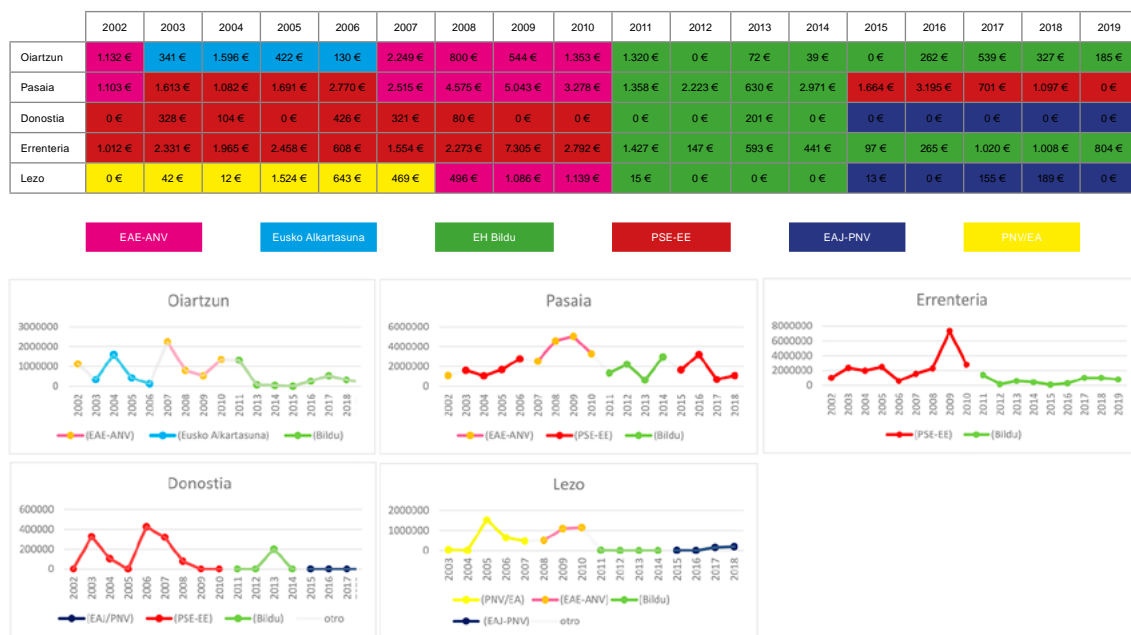 2002 2003 2004 2005 2006 2007 2008 2009 2010 2011 2012 2013 2014 2015 2016 2017 2018 2019
Oiartzun 1.132 € 341 € 1.596 € 422 € 130 € 2.249 € 800 € 544 € 1.353 € 1.320 € 0 € 72 € 39 € 0 € 262 € 539 € 327 € 185 €
Pasaia 1.103 € 1.613 € 1.082 € 1.691 € 2.770 € 2.515 € 4.575 € 5.043 € 3.278 € 1.358 € 2.223 € 630 € 2.971 € 1.664 € 3.195 € 701 € 1.097 € 0 €
Donostia 0 € 328 € 104 € 0 € 426 € 321 € 80 € 0 € 0 € 0 € 0 € 201 € 0 € 0 € 0 € 0 € 0 € 0 €
Errenteria 1.012 € 2.331 € 1.965 € 2.458 € 608 € 1.554 € 2.273 € 7.305 € 2.792 € 1.427 € 147 € 593 € 441 € 97 € 265 € 1.020 € 1.008 € 804 €
Lezo 0 € 42 € 12 € 1.524 € 643 € 469 € 496 € 1.086 € 1.139 € 15 € 0 € 0 € 0 € 13 € 0 € 155 € 189 € 0 €
EAE-ANV Eusko Alkartasuna EH Bildu PSE-EE EAJ-PNV PNV/EA
Oiartzun
3000000
2000000
1000000
0
2002 2003 2004 2005 2006 2007 2008 2009 2010 2011 2012 2013 2014 2015 2016 2017 2018
(EAE-ANV) (Eusko Alkartasuna) (Bildu)
Pasaia
6000000
4000000
2000000
0
2002 2003 2004 2005 2006 2007 2008 2009 2010 2011 2012 2013 2014 2015 2016 2017 2018
(EAE-ANV) (PSE-EE) (Bildu)
Errenteria
8000000
6000000
4000000
2000000
0
2002 2003 2004 2005 2006 2007 2008 2009 2010 2011 2012 2013 2014 2015 2016 2017 2018 2019
(PSE-EE) (Bildu)
Donostia
600000
400000
200000
0
2002 2003 2004 2005 2006 2007 2008 2009 2010 2011 2012 2013 2014 2015 2016 2017
(EAJ/PNV) (PSE-EE) (Bildu) otro
Lezo
2000000
1000000
0
2003 2004 2005 2006 2007 2008 2009 2010 2011 2012 2013 2014 2015 2016 2017 2018
(PNV/EA) (EAE-ANV) (Bildu)
(EAJ-PNV) otro